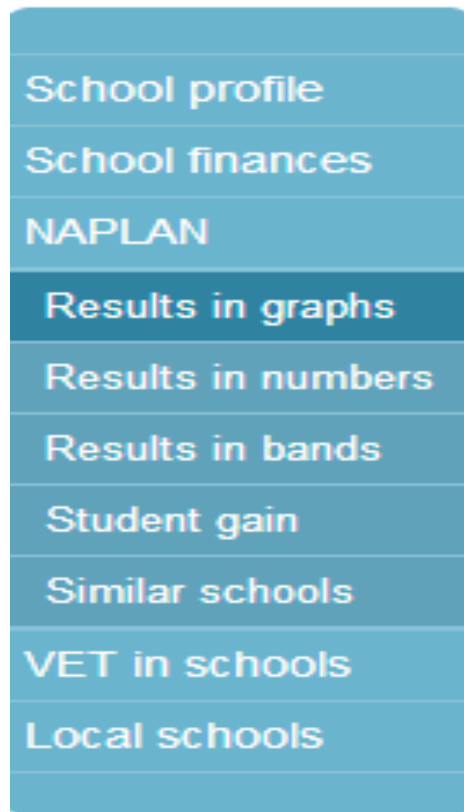 School profile
School finances
NAPLAN
Results in graphs
Results in numbers
Results in bands
Student gain
Similar schools
VET in schools
Local schools